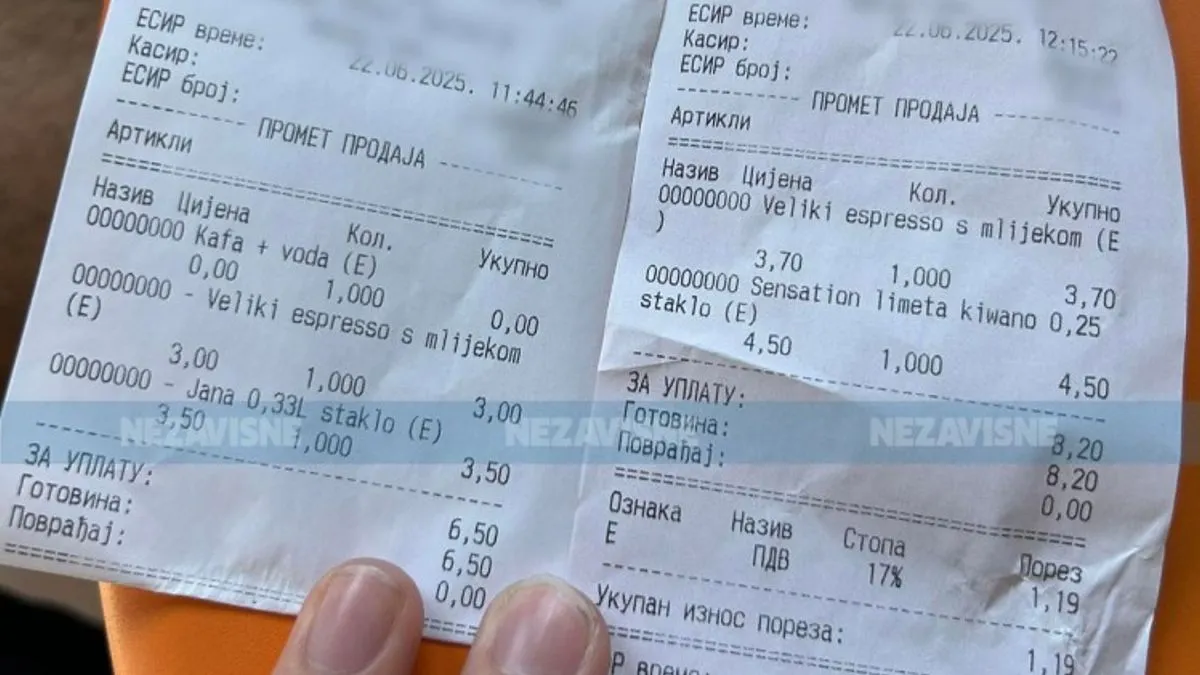 ЕСИР време:
Касир:
22.06.2025. 11:44:46
ЕСИР број:
---------- ПРОМЕТ ПРОДАЈА ----------
Артикли
========================================
Назив Цијена Кол. Укупно
00000000 Kafa + voda (E)
0,00 1,000 0,00
00000000 - Veliki espresso s mlijekom
(E)
3,00 1,000 3,00
00000000 - Jana 0,33L staklo (E)
3,50 1,000 3,50
----------------------------------------
ЗА УПЛАТУ: 6,50
Готовина: 6,50
Повраћај: 0,00
========================================
ЕСИР време: 22.06.2025. 12:15:22
Касир:
ЕСИР број:
---------- ПРОМЕТ ПРОДАЈА ----------
Артикли
========================================
Назив Цијена Кол. Укупно
00000000 Veliki espresso s mlijekom (E
)
3,70 1,000 3,70
00000000 Sensation limeta kiwano 0,25
staklo (E)
4,50 1,000 4,50
----------------------------------------
ЗА УПЛАТУ: 8,20
Готовина: 8,20
Повраћај: 0,00
========================================
Ознака Назив Стопа Порез
Е ПДВ 17% 1,19
----------------------------------------
Укупан износ пореза: 1,19
========================================
NEZAVISNE NEZAVISNE NEZAVISNE